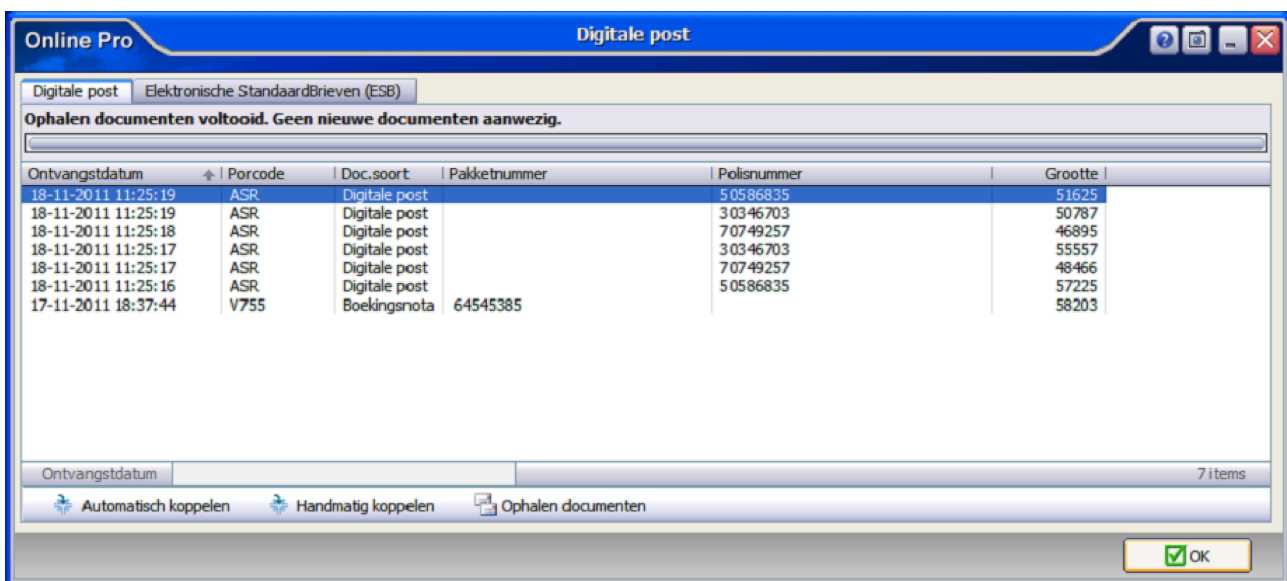 Online Pro Digitale post
Digitale post Elektronische StandaardBrieven (ESB)
Ophalen documenten voltooid. Geen nieuwe documenten aanwezig.
Ontvangstdatum Porcode Doc.soort Pakketnummer Polisnummer Grootte
18-11-2011 11:25:19 ASR Digitale post 50586835 51625
18-11-2011 11:25:19 ASR Digitale post 30346703 50787
18-11-2011 11:25:18 ASR Digitale post 70749257 46895
18-11-2011 11:25:17 ASR Digitale post 30346703 55557
18-11-2011 11:25:17 ASR Digitale post 70749257 48466
18-11-2011 11:25:16 ASR Digitale post 50586835 57225
17-11-2011 18:37:44 V755 Boekingsnota 64545385 58203
Ontvangstdatum 7 items
Automatisch koppelen Handmatig koppelen Ophalen documenten
OK